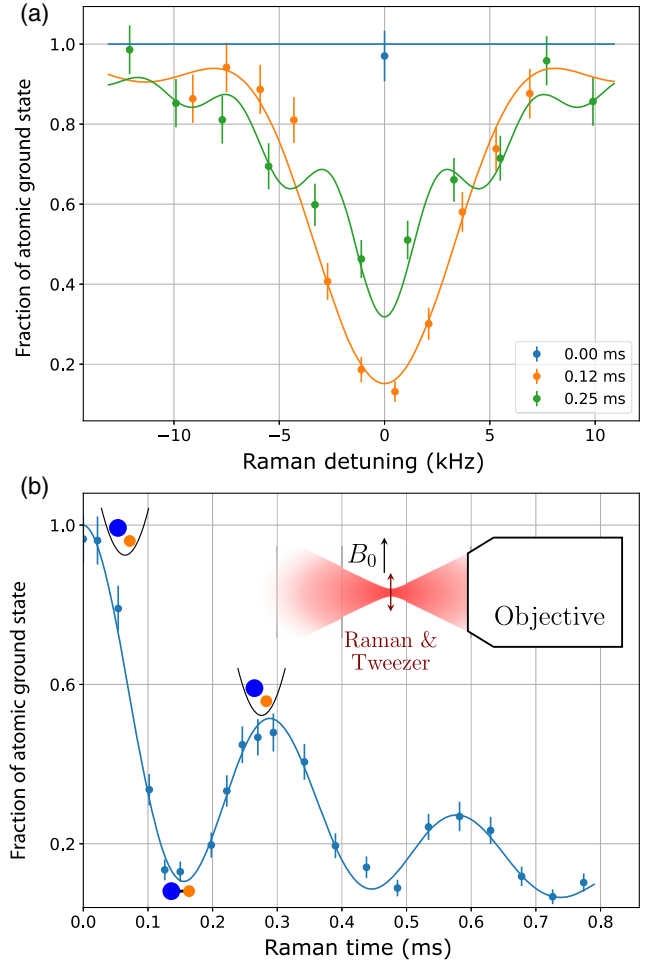 (a)
Fraction of atomic ground state
1.0
0.8
0.6
0.4
0.2
−10
−5
0
5
10
Raman detuning (kHz)
0.00 ms
0.12 ms
0.25 ms
(b)
Fraction of atomic ground state
1.0
0.6
0.2
B0
Objective
Raman &
Tweezer
0.0
0.1
0.2
0.3
0.4
0.5
0.6
0.7
0.8
Raman time (ms)